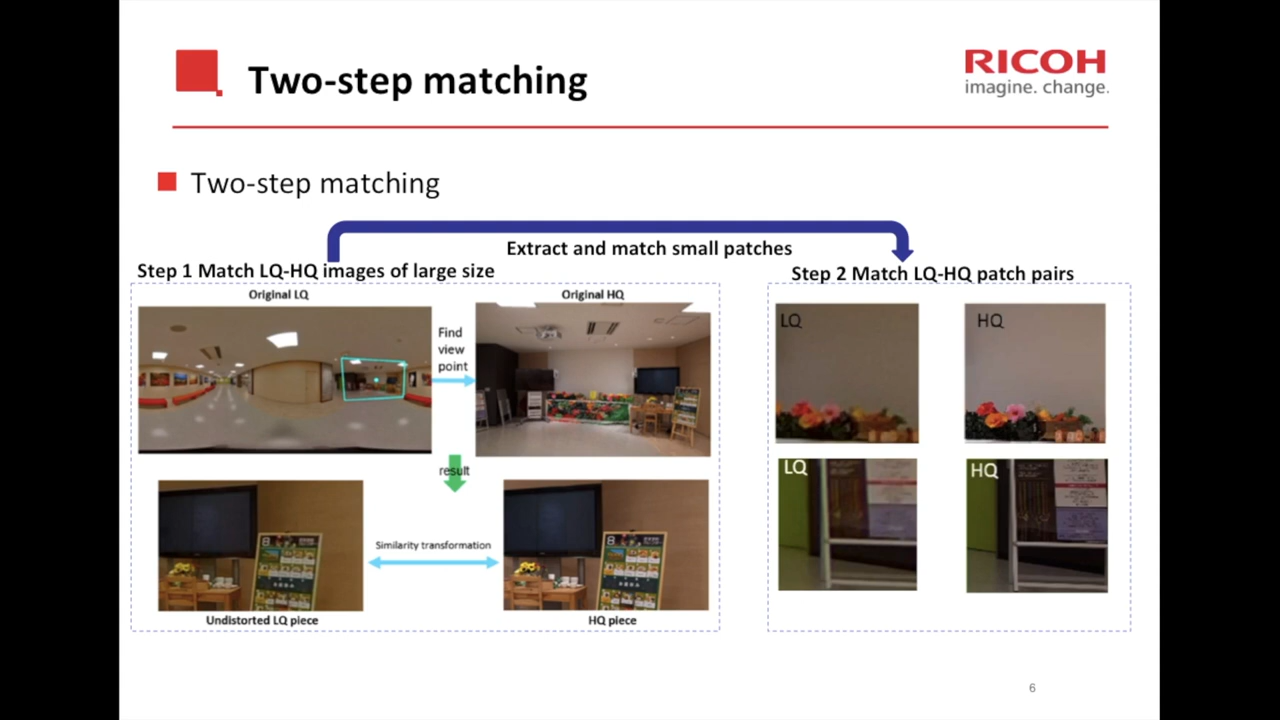 Two-step matching
RICOH
imagine. change.
Two-step matching
Extract and match small patches
Step 1 Match LQ-HQ images of large size
Step 2 Match LQ-HQ patch pairs
Original LQ
Original HQ
Find
view
point
result
Similarity transformation
Undistorted LQ piece
HQ piece
LQ
HQ
LQ
HQ
6